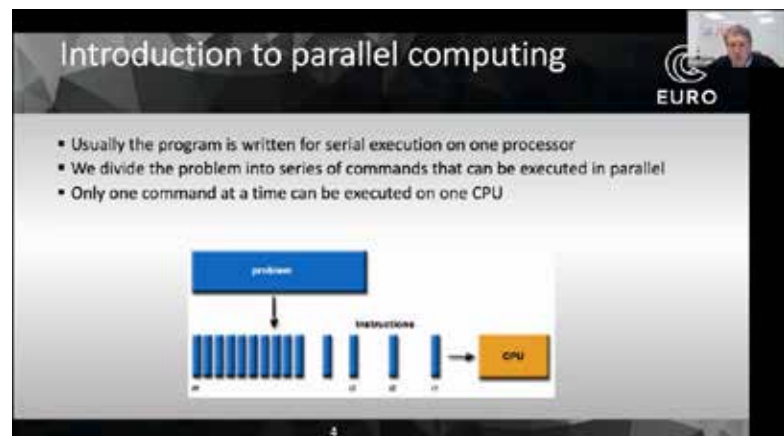 Introduction to parallel computing
EURO
▪ Usually the program is written for serial execution on one processor
▪ We divide the problem into series of commands that can be executed in parallel
▪ Only one command at a time can be executed on one CPU
problem
Instructions
CPU
4